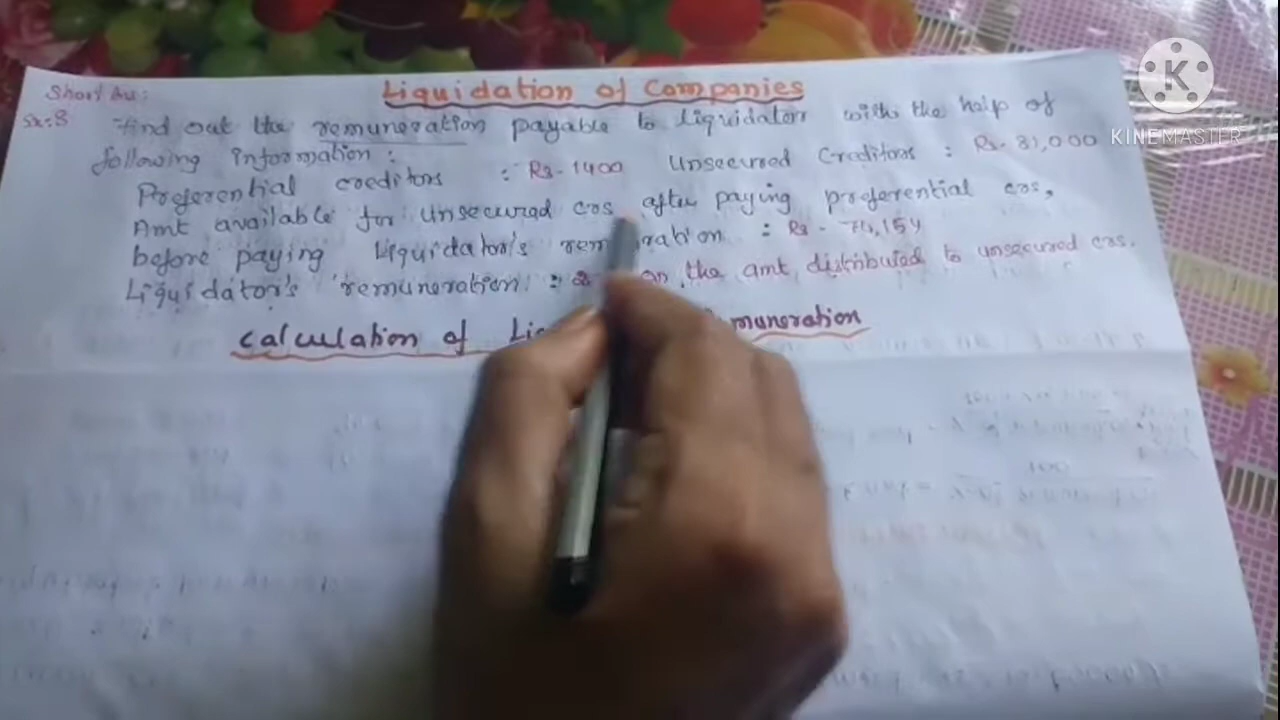 Short Au:
Liquidation of Companies
Ex:8 Find out the remuneration payable to liquidator with the help of
following information:
Preferential creditors : Rs. 1400 Unsecured Creditors : Rs. 81,000
Amt available for unsecured crs after paying preferential crs,
before paying Liquidator's remuneration : Rs. 74,154
Liquidator's remuneration : on the amt distributed to unsecured crs.
Calculation of
KINEMASTER